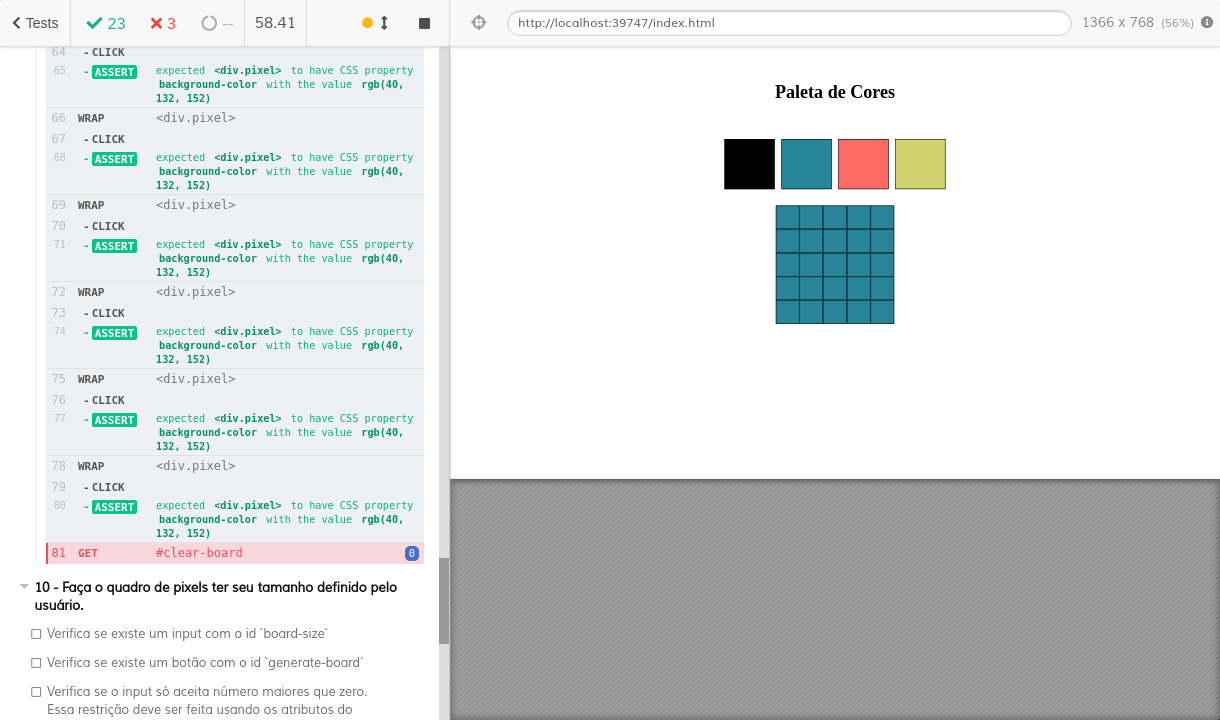 Tests 23 3 -- 58.41 http://localhost:39747/index.html 1366 x 768 (56%)
64 -CLICK
65 -ASSERT expected <div.pixel> to have CSS property
background-color with the value rgb(40,
132, 152)
66 WRAP <div.pixel>
67 -CLICK
68 -ASSERT expected <div.pixel> to have CSS property
background-color with the value rgb(40,
132, 152)
69 WRAP <div.pixel>
70 -CLICK
71 -ASSERT expected <div.pixel> to have CSS property
background-color with the value rgb(40,
132, 152)
72 WRAP <div.pixel>
73 -CLICK
74 -ASSERT expected <div.pixel> to have CSS property
background-color with the value rgb(40,
132, 152)
75 WRAP <div.pixel>
76 -CLICK
77 -ASSERT expected <div.pixel> to have CSS property
background-color with the value rgb(40,
132, 152)
78 WRAP <div.pixel>
79 -CLICK
80 -ASSERT expected <div.pixel> to have CSS property
background-color with the value rgb(40,
132, 152)
81 GET #clear-board 0
10 - Faça o quadro de pixels ter seu tamanho definido pelo
usuário.
Verifica se existe um input com o id `board-size`
Verifica se existe um botão com o id `generate-board`
Verifica se o input só aceita número maiores que zero.
Essa restrição deve ser feita usando os atributos do
Paleta de Cores